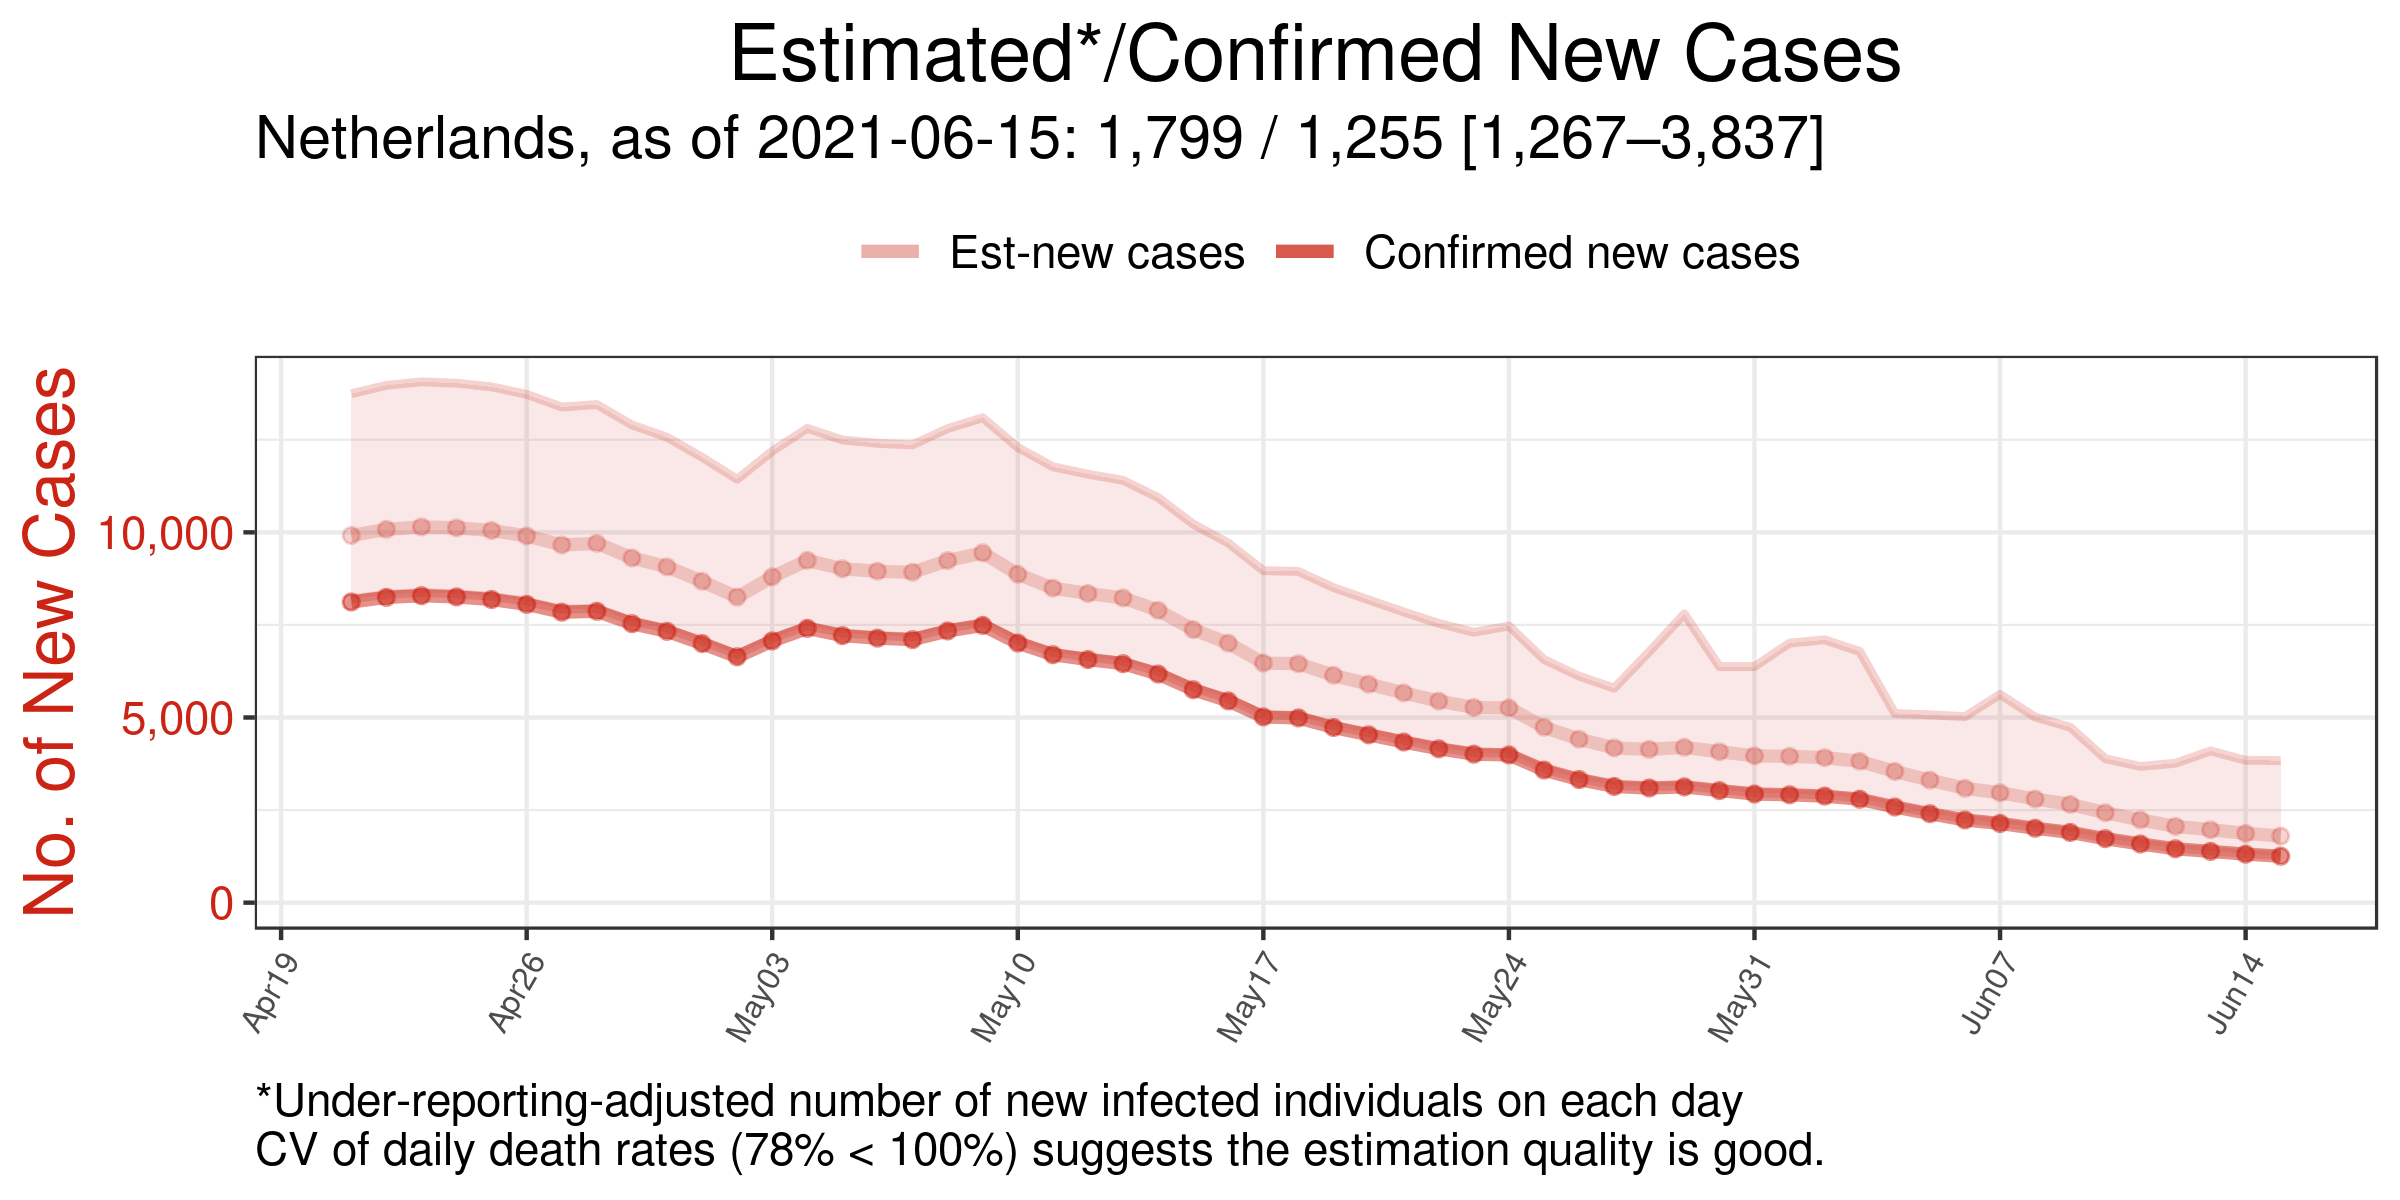 Estimated*/Confirmed New Cases
Netherlands, as of 2021-06-15: 1,799 / 1,255 [1,267–3,837]
Est-new cases
Confirmed new cases
No. of New Cases
10,000
5,000
0
Apr19
Apr26
May03
May10
May17
May24
May31
Jun07
Jun14
*Under-reporting-adjusted number of new infected individuals on each day
CV of daily death rates (78% < 100%) suggests the estimation quality is good.